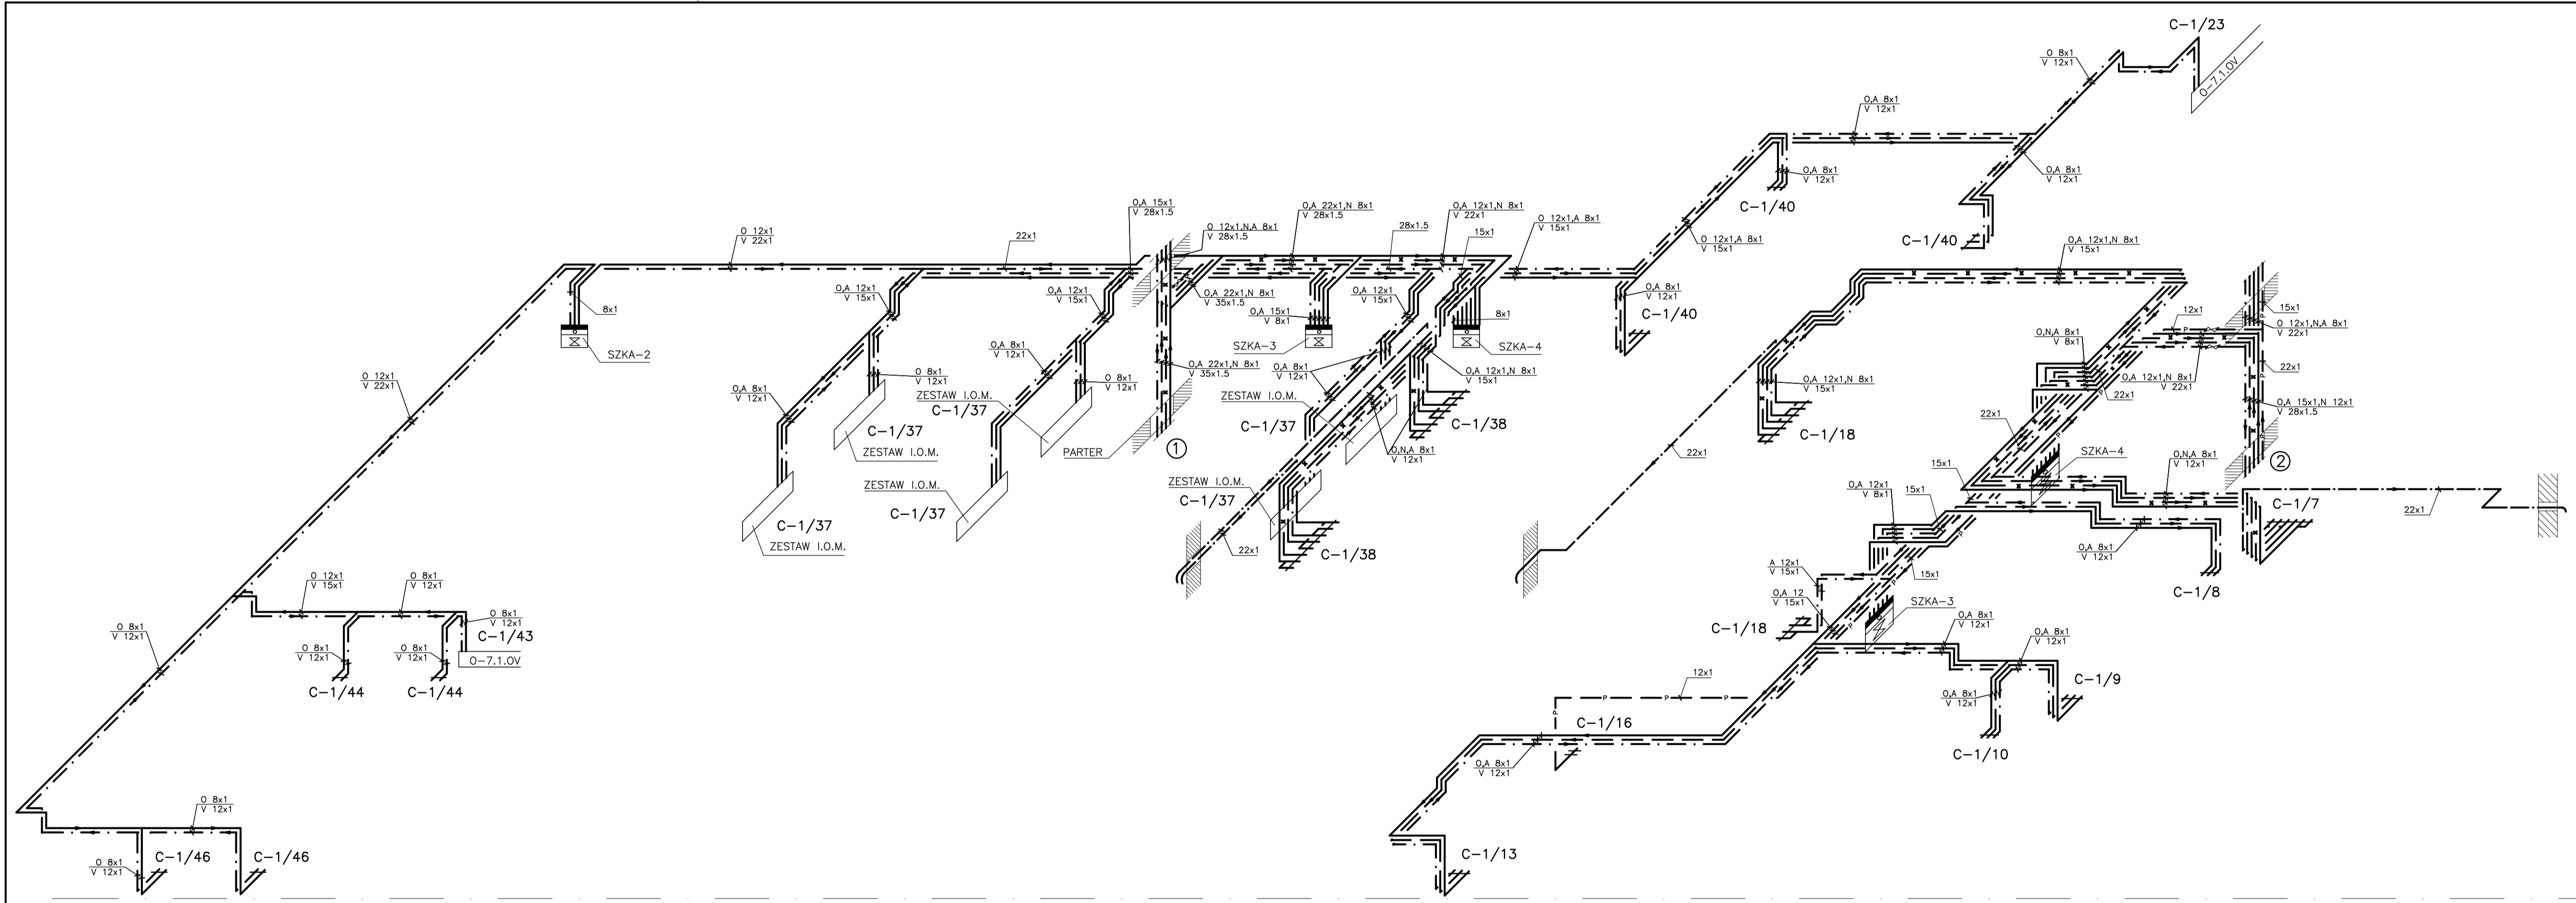 C-1/23
O 8x1
V 12x1
O-7.1.OV
O,A 8x1
V 12x1
O,A 8x1
V 12x1
O,A 8x1
V 12x1
C-1/40
C-1/40
O,A 15x1
V 28x1.5
O 12x1,N,A 8x1
V 28x1.5
O,A 22x1,N 8x1
V 28x1.5
28x1.5
O,A 12x1,N 8x1
V 22x1
15x1
O 12x1,A 8x1
V 15x1
O 12x1,A 8x1
V 15x1
O 12x1
V 22x1
22x1
O,A 12x1,N 8x1
V 15x1
8x1
SZKA-2
O,A 12x1
V 15x1
O,A 12x1
V 15x1
O,A 22x1,N 8x1
V 35x1.5
O,A 15x1
V 8x1
SZKA-3
O,A 12x1
V 15x1
8x1
SZKA-4
O,A 8x1
V 12x1
C-1/40
15x1
12x1
O 12x1,N,A 8x1
V 22x1
O,N,A 8x1
V 8x1
22x1
O 12x1
V 22x1
O,A 8x1
V 12x1
O 8x1
V 12x1
O,A 8x1
V 12x1
O 8x1
V 12x1
O,A 22x1,N 8x1
V 35x1.5
O,A 8x1
V 12x1
O,A 12x1,N 8x1
V 15x1
O,A 12x1,N 8x1
V 15x1
O,A 12x1,N 8x1
V 22x1
22x1
O,A 15x1,N 12x1
V 28x1.5
ZESTAW I.O.M.
C-1/37
ZESTAW I.O.M.
C-1/37
C-1/37
ZESTAW I.O.M.
PARTER
1
C-1/37
C-1/38
O,N,A 8x1
V 12x1
C-1/18
22x1
22x1
SZKA-4
2
ZESTAW I.O.M.
C-1/37
ZESTAW I.O.M.
C-1/37
C-1/37
ZESTAW I.O.M.
22x1
C-1/38
15x1
O,A 12x1
V 8x1
15x1
O,N,A 8x1
V 12x1
C-1/7
22x1
O,A 8x1
V 12x1
C-1/8
A 12x1
V 15x1
15x1
O,A 12
V 15x1
SZKA-3
C-1/18
O,A 8x1
V 12x1
O,A 8x1
V 12x1
C-1/9
O,A 8x1
V 12x1
C-1/10
O 12x1
V 15x1
O 8x1
V 12x1
O 8x1
V 12x1
C-1/43
O-7.1.OV
O 8x1
V 12x1
O 8x1
V 12x1
O 8x1
V 12x1
C-1/44
C-1/44
12x1
C-1/16
O,A 8x1
V 12x1
C-1/13
O 8x1
V 12x1
O 8x1
V 12x1
C-1/46
C-1/46